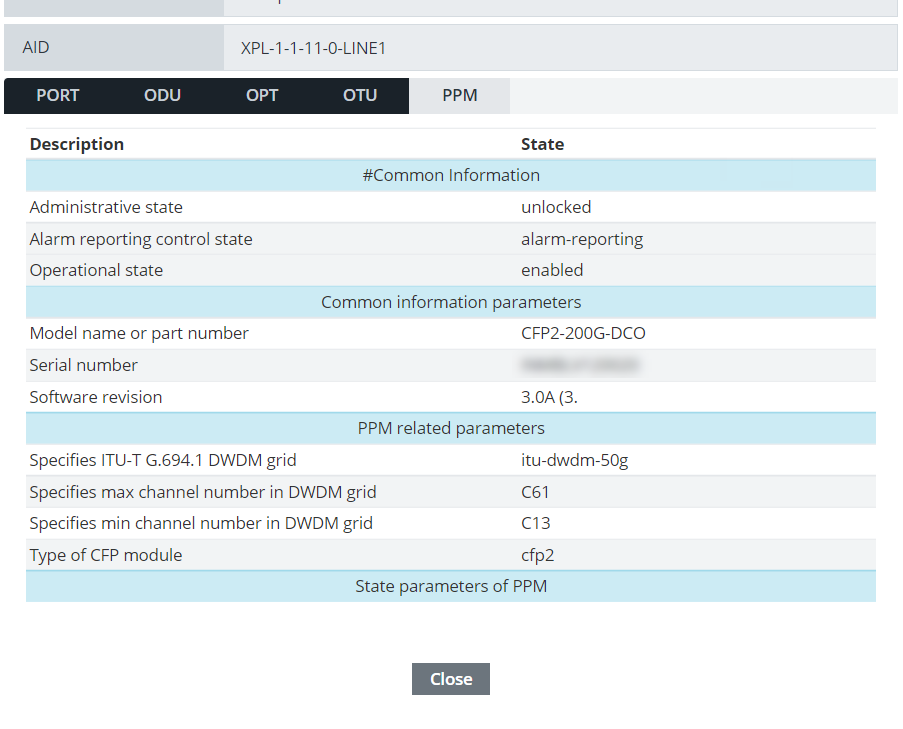 AID XPL-1-1-11-0-LINE1
PORT ODU OPT OTU PPM
Description State
#Common Information
Administrative state unlocked
Alarm reporting control state alarm-reporting
Operational state enabled
Common information parameters
Model name or part number CFP2-200G-DCO
Serial number
Software revision 3.0A (3.
PPM related parameters
Specifies ITU-T G.694.1 DWDM grid itu-dwdm-50g
Specifies max channel number in DWDM grid C61
Specifies min channel number in DWDM grid C13
Type of CFP module cfp2
State parameters of PPM
Close